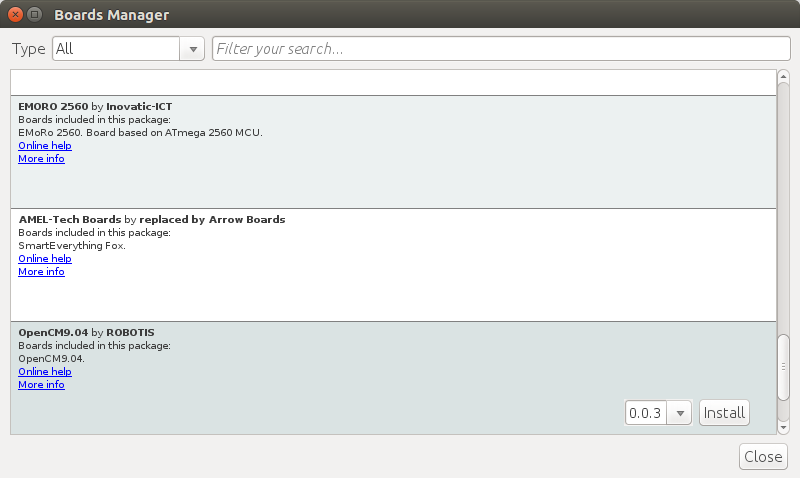 Boards Manager
Type All Filter your search...
EMORO 2560 by Inovatic-ICT
Boards included in this package:
EMoRo 2560. Board based on ATmega 2560 MCU.
Online help
More info
AMEL-Tech Boards by replaced by Arrow Boards
Boards included in this package:
SmartEverything Fox.
Online help
More info
OpenCM9.04 by ROBOTIS
Boards included in this package:
OpenCM9.04.
Online help
More info
0.0.3 Install
Close